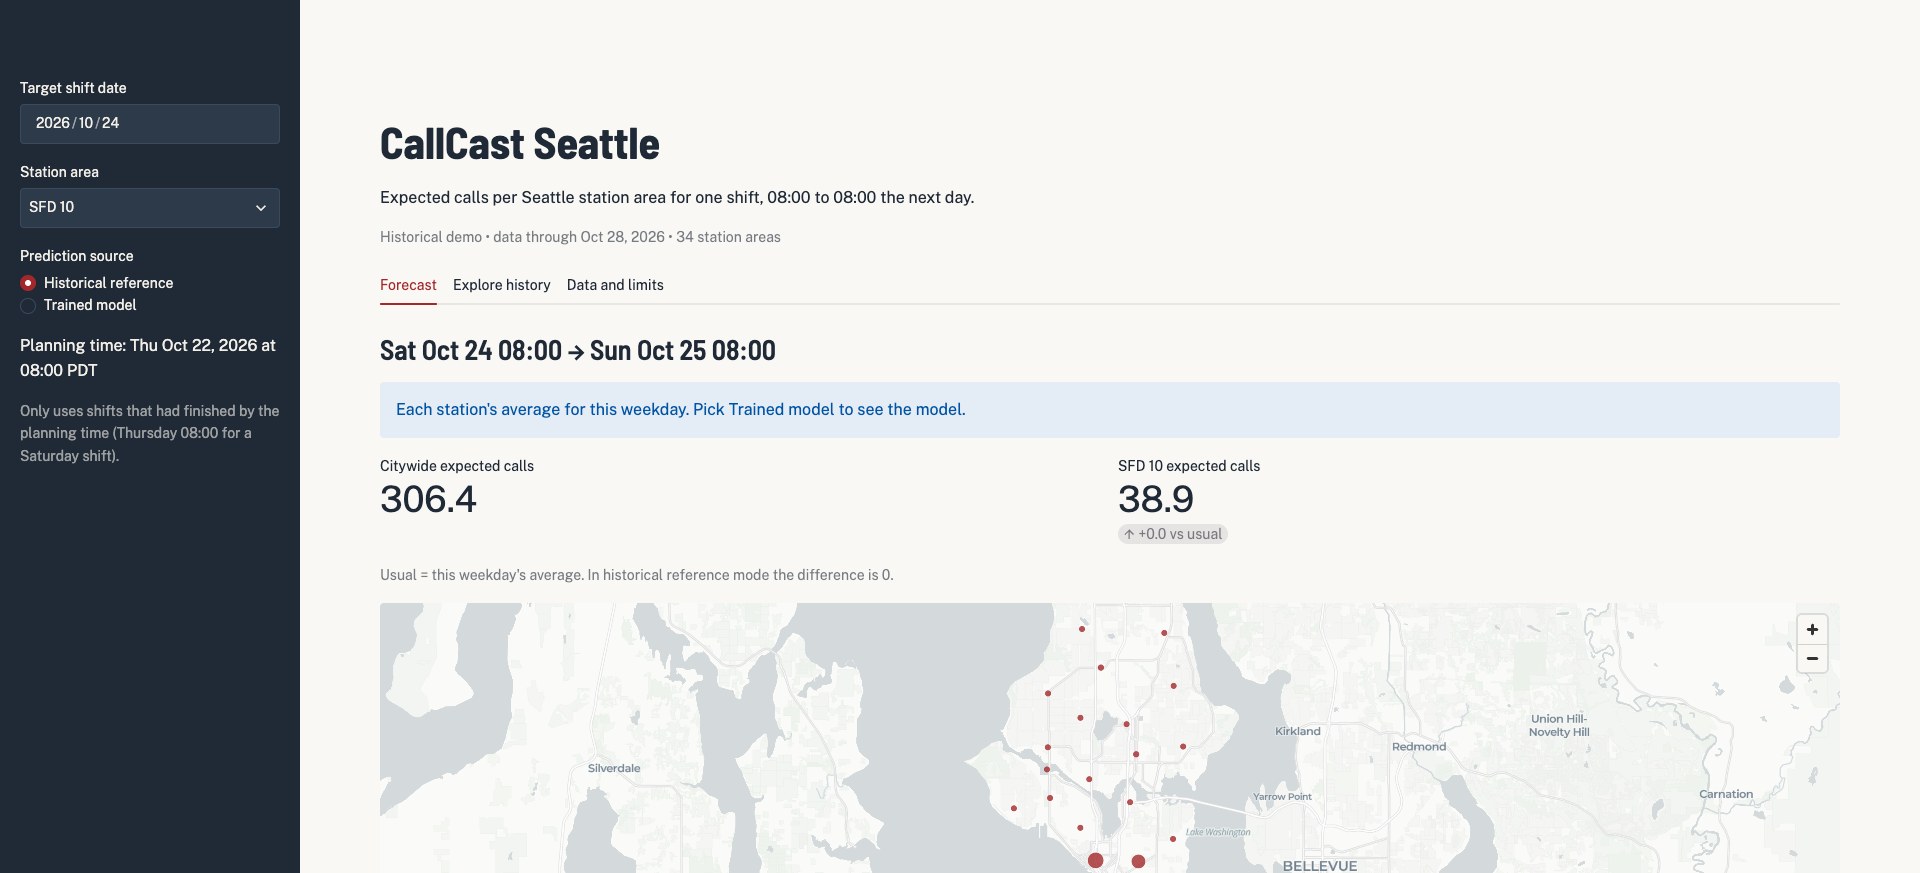 Target shift date
2026/10/24
Station area
SFD 10
Prediction source
Historical reference
Trained model
Planning time: Thu Oct 22, 2026 at
08:00 PDT
Only uses shifts that had finished by the
planning time (Thursday 08:00 for a
Saturday shift).
CallCast Seattle
Expected calls per Seattle station area for one shift, 08:00 to 08:00 the next day.
Historical demo • data through Oct 28, 2026 • 34 station areas
Forecast Explore history Data and limits
Sat Oct 24 08:00 → Sun Oct 25 08:00
Each station's average for this weekday. Pick Trained model to see the model.
Citywide expected calls
306.4
SFD 10 expected calls
38.9
↑ +0.0 vs usual
Usual = this weekday's average. In historical reference mode the difference is 0.
+
−
Union Hill-
Novelty Hill
Kirkland
Redmond
Silverdale
Carnation
Yarrow Point
Lake Washington
BELLEVUE